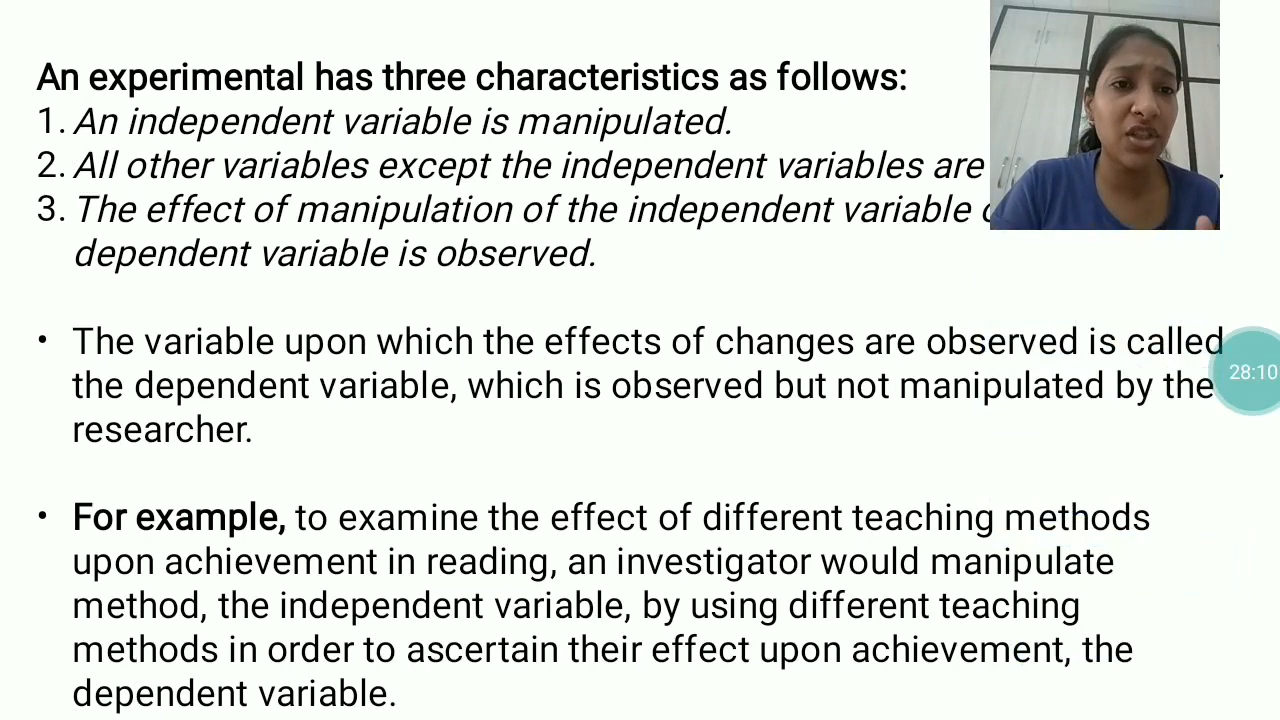 An experimental has three characteristics as follows:
1. An independent variable is manipulated.
2. All other variables except the independent variables are
3. The effect of manipulation of the independent variable
dependent variable is observed.
• The variable upon which the effects of changes are observed is called
the dependent variable, which is observed but not manipulated by the
researcher.
28:10
• For example, to examine the effect of different teaching methods
upon achievement in reading, an investigator would manipulate
method, the independent variable, by using different teaching
methods in order to ascertain their effect upon achievement, the
dependent variable.